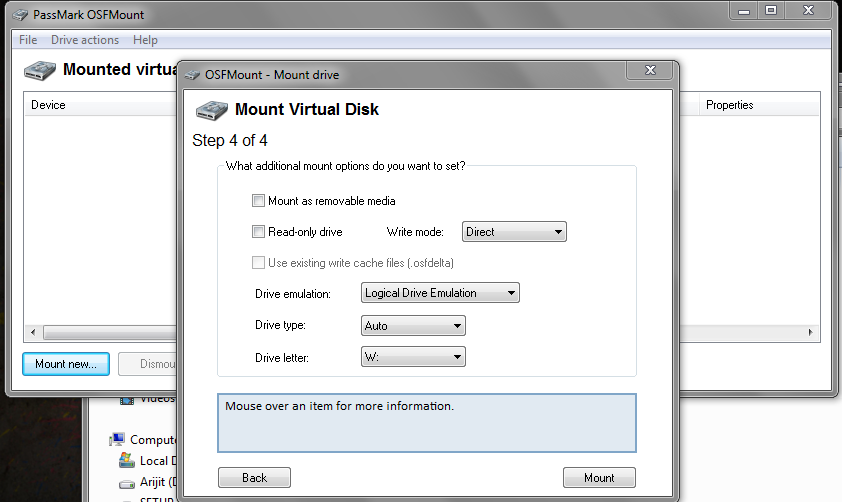 PassMark OSFMount
File Drive actions Help
Mounted virtua
Device
Properties
Mount new...
Dismou
OSFMount - Mount drive
Mount Virtual Disk
Step 4 of 4
What additional mount options do you want to set?
Mount as removable media
Read-only drive Write mode: Direct
Use existing write cache files (.osfdelta)
Drive emulation: Logical Drive Emulation
Drive type: Auto
Drive letter: W:
Mouse over an item for more information.
Back Mount
Videos
Compute
Local D
Arijit (D
SETUP